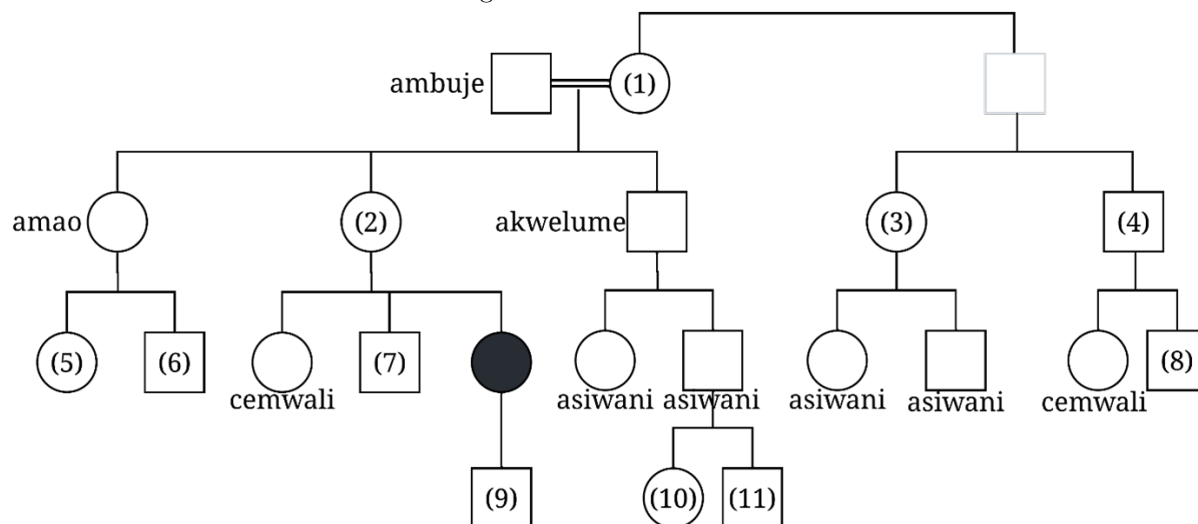 ambuje
(1)
amao
(2)
akwelume
(3)
(4)
(5)
(6)
cemwali
(7)
asiwani
asiwani
asiwani
asiwani
cemwali
(8)
(9)
(10)
(11)